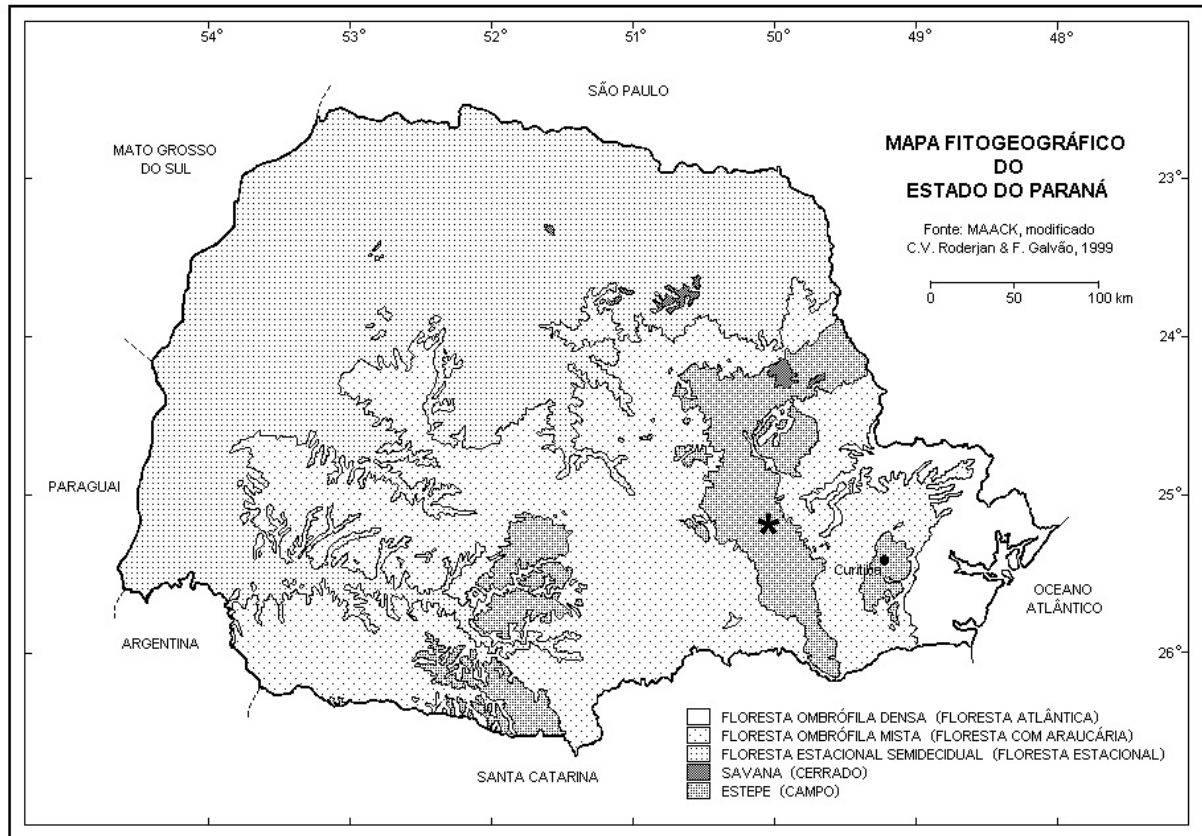 54°
53°
52°
51°
50°
49°
48°
SÃO PAULO
MATO GROSSO
DO SUL
MAPA FITOGEOGRÁFICO
DO
ESTADO DO PARANÁ
23°
Fonte: MAACK, modificado
C.V. Roderjan & F. Galvão, 1999
0 50 100 km
24°
PARAGUAI
25°
*
Curitiba
OCEANO
ATLÂNTICO
ARGENTINA
26°
FLORESTA OMBRÓFILA DENSA (FLORESTA ATLÂNTICA)
FLORESTA OMBRÓFILA MISTA (FLORESTA COM ARAUCÁRIA)
FLORESTA ESTACIONAL SEMIDECIDUAL (FLORESTA ESTACIONAL)
SAVANA (CERRADO)
ESTEPE (CAMPO)
SANTA CATARINA